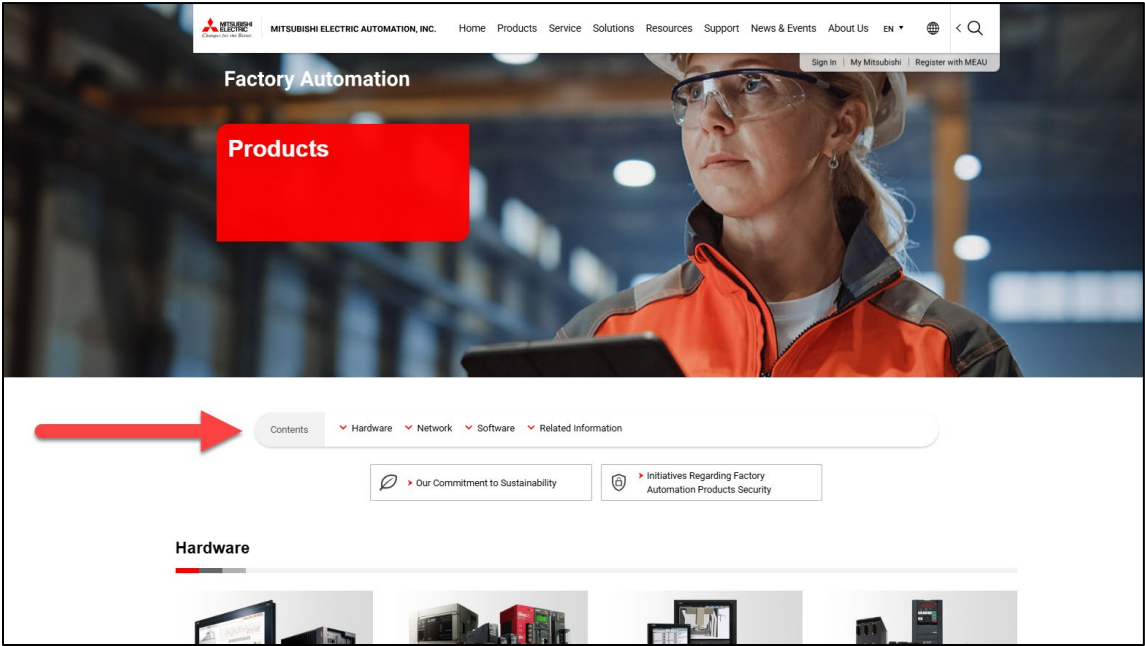 MITSUBISHI
ELECTRIC
Changes for the Better
MITSUBISHI ELECTRIC AUTOMATION, INC.
Home Products Service Solutions Resources Support News & Events About Us EN
Sign In | My Mitsubishi | Register with MEAU
Factory Automation
Products
Contents Hardware Network Software Related Information
Our Commitment to Sustainability
Initiatives Regarding Factory
Automation Products Security
Hardware